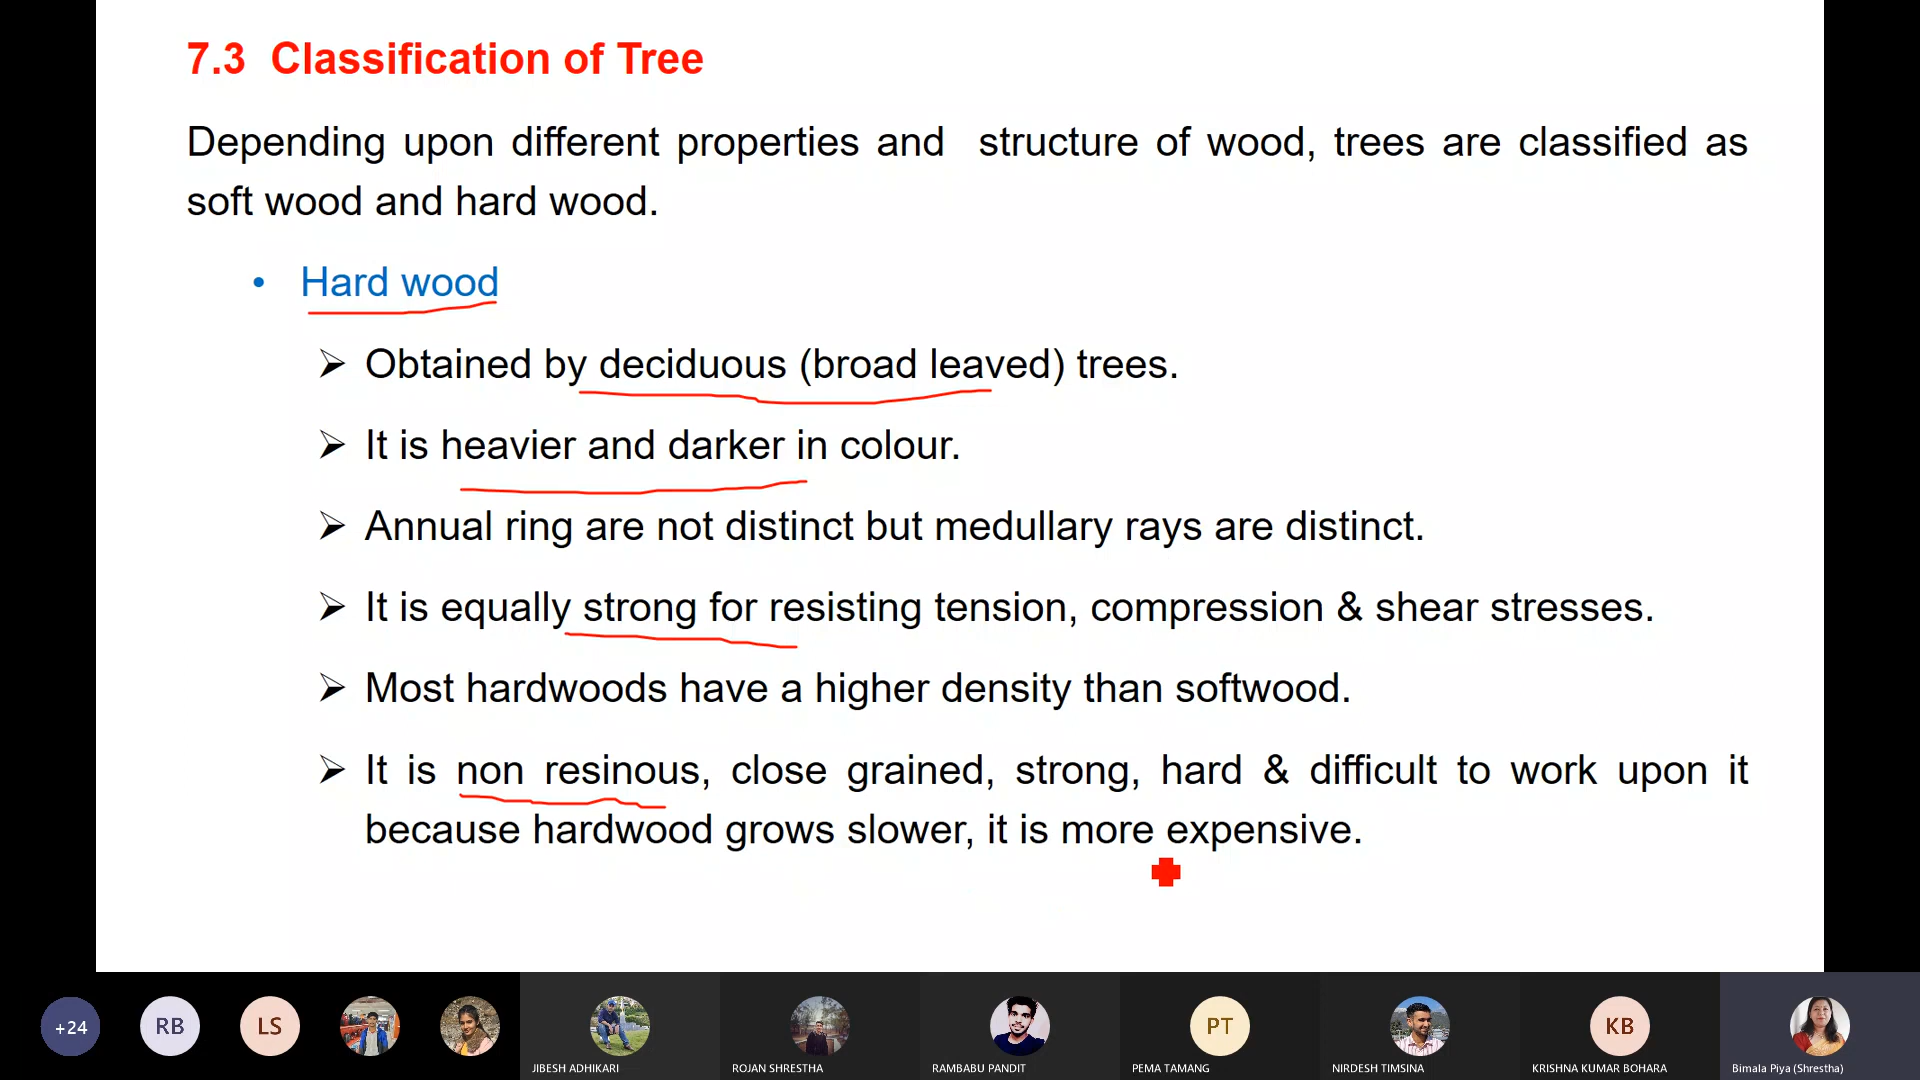 7.3 Classification of Tree
Depending upon different properties and structure of wood, trees are classified as
soft wood and hard wood.
• Hard wood
➢ Obtained by deciduous (broad leaved) trees.
➢ It is heavier and darker in colour.
➢ Annual ring are not distinct but medullary rays are distinct.
➢ It is equally strong for resisting tension, compression & shear stresses.
➢ Most hardwoods have a higher density than softwood.
➢ It is non resinous, close grained, strong, hard & difficult to work upon it
because hardwood grows slower, it is more expensive.
+24 RB LS PT KB
JIBESH ADHIKARI ROJAN SHRESTHA RAMBABU PANDIT PEMA TAMANG NIRDESH TIMSINA KRISHNA KUMAR BOHARA Bimala Piya (Shrestha)